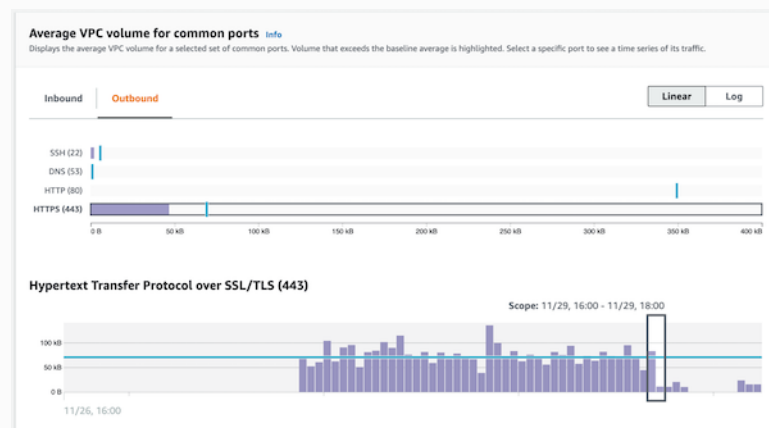 Average VPC volume for common ports Info
Displays the average VPC volume for a selected set of common ports. Volume that exceeds the baseline average is highlighted. Select a specific port to see a time series of its traffic.
Inbound Outbound Linear Log
SSH (22)
DNS (53)
HTTP (80)
HTTPS (443)
0 B 50 kB 100 kB 150 kB 200 kB 250 kB 300 kB 350 kB 400 kB
Hypertext Transfer Protocol over SSL/TLS (443)
Scope: 11/29, 16:00 - 11/29, 18:00
100 kB
50 kB
0 B
11/26, 16:00